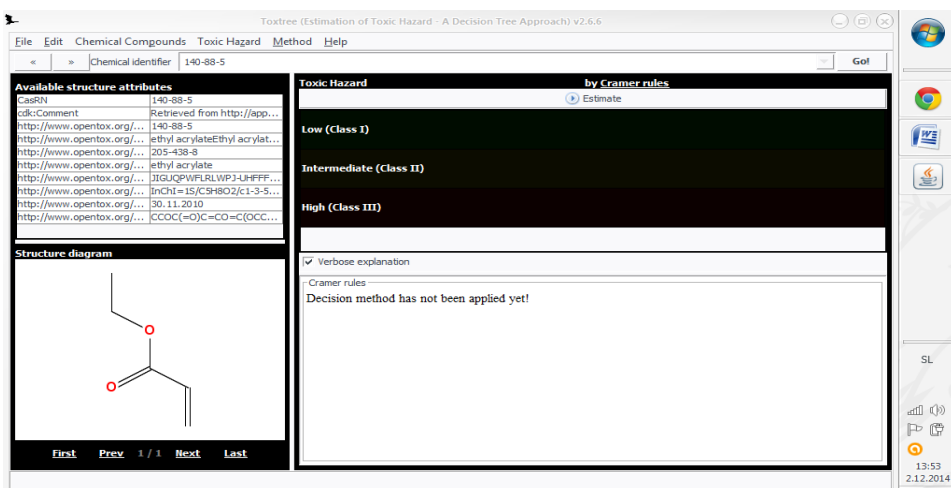 Toxtree (Estimation of Toxic Hazard - A Decision Tree Approach) v2.6.6
File Edit Chemical Compounds Toxic Hazard Method Help
« » Chemical identifier 140-88-5 Go!
Available structure attributes
CasRN 140-88-5
cdk:Comment Retrieved from http://app...
http://www.opentox.org/... 140-88-5
http://www.opentox.org/... ethyl acrylateEthyl acrylat...
http://www.opentox.org/... 205-438-8
http://www.opentox.org/... ethyl acrylate
http://www.opentox.org/... JIGUQPWFLRLWPJ-UHFFF...
http://www.opentox.org/... InChI=1S/C5H8O2/c1-3-5...
http://www.opentox.org/... 30.11.2010
http://www.opentox.org/... CCOC(=O)C=CO=C(OCC...
Structure diagram
O
O
First Prev 1 / 1 Next Last
Toxic Hazard by Cramer rules
Estimate
Low (Class I)
Intermediate (Class II)
High (Class III)
Verbose explanation
Cramer rules
Decision method has not been applied yet!
W
SL
13:53
2.12.2014